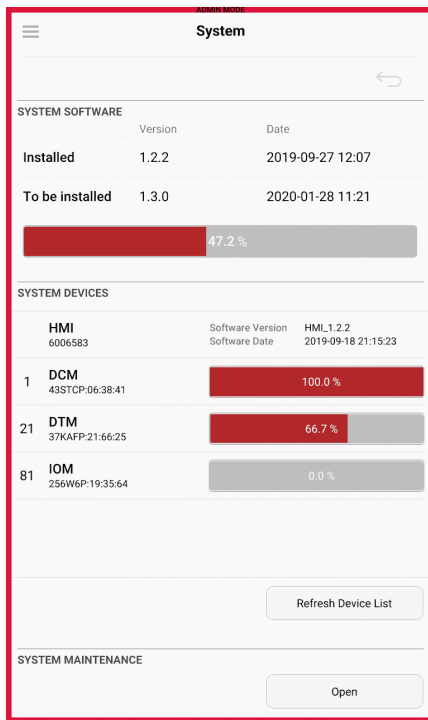 ADMIN MODE
System
SYSTEM SOFTWARE
Version Date
Installed 1.2.2 2019-09-27 12:07
To be installed 1.3.0 2020-01-28 11:21
47.2 %
SYSTEM DEVICES
HMI Software Version HMI_1.2.2
6006583 Software Date 2019-09-18 21:15:23
1 DCM 100.0 %
43STCP:06:38:41
21 DTM 66.7 %
37KAFP:21:66:25
81 IOM 0.0 %
256W6P:19:35:64
Refresh Device List
SYSTEM MAINTENANCE
Open